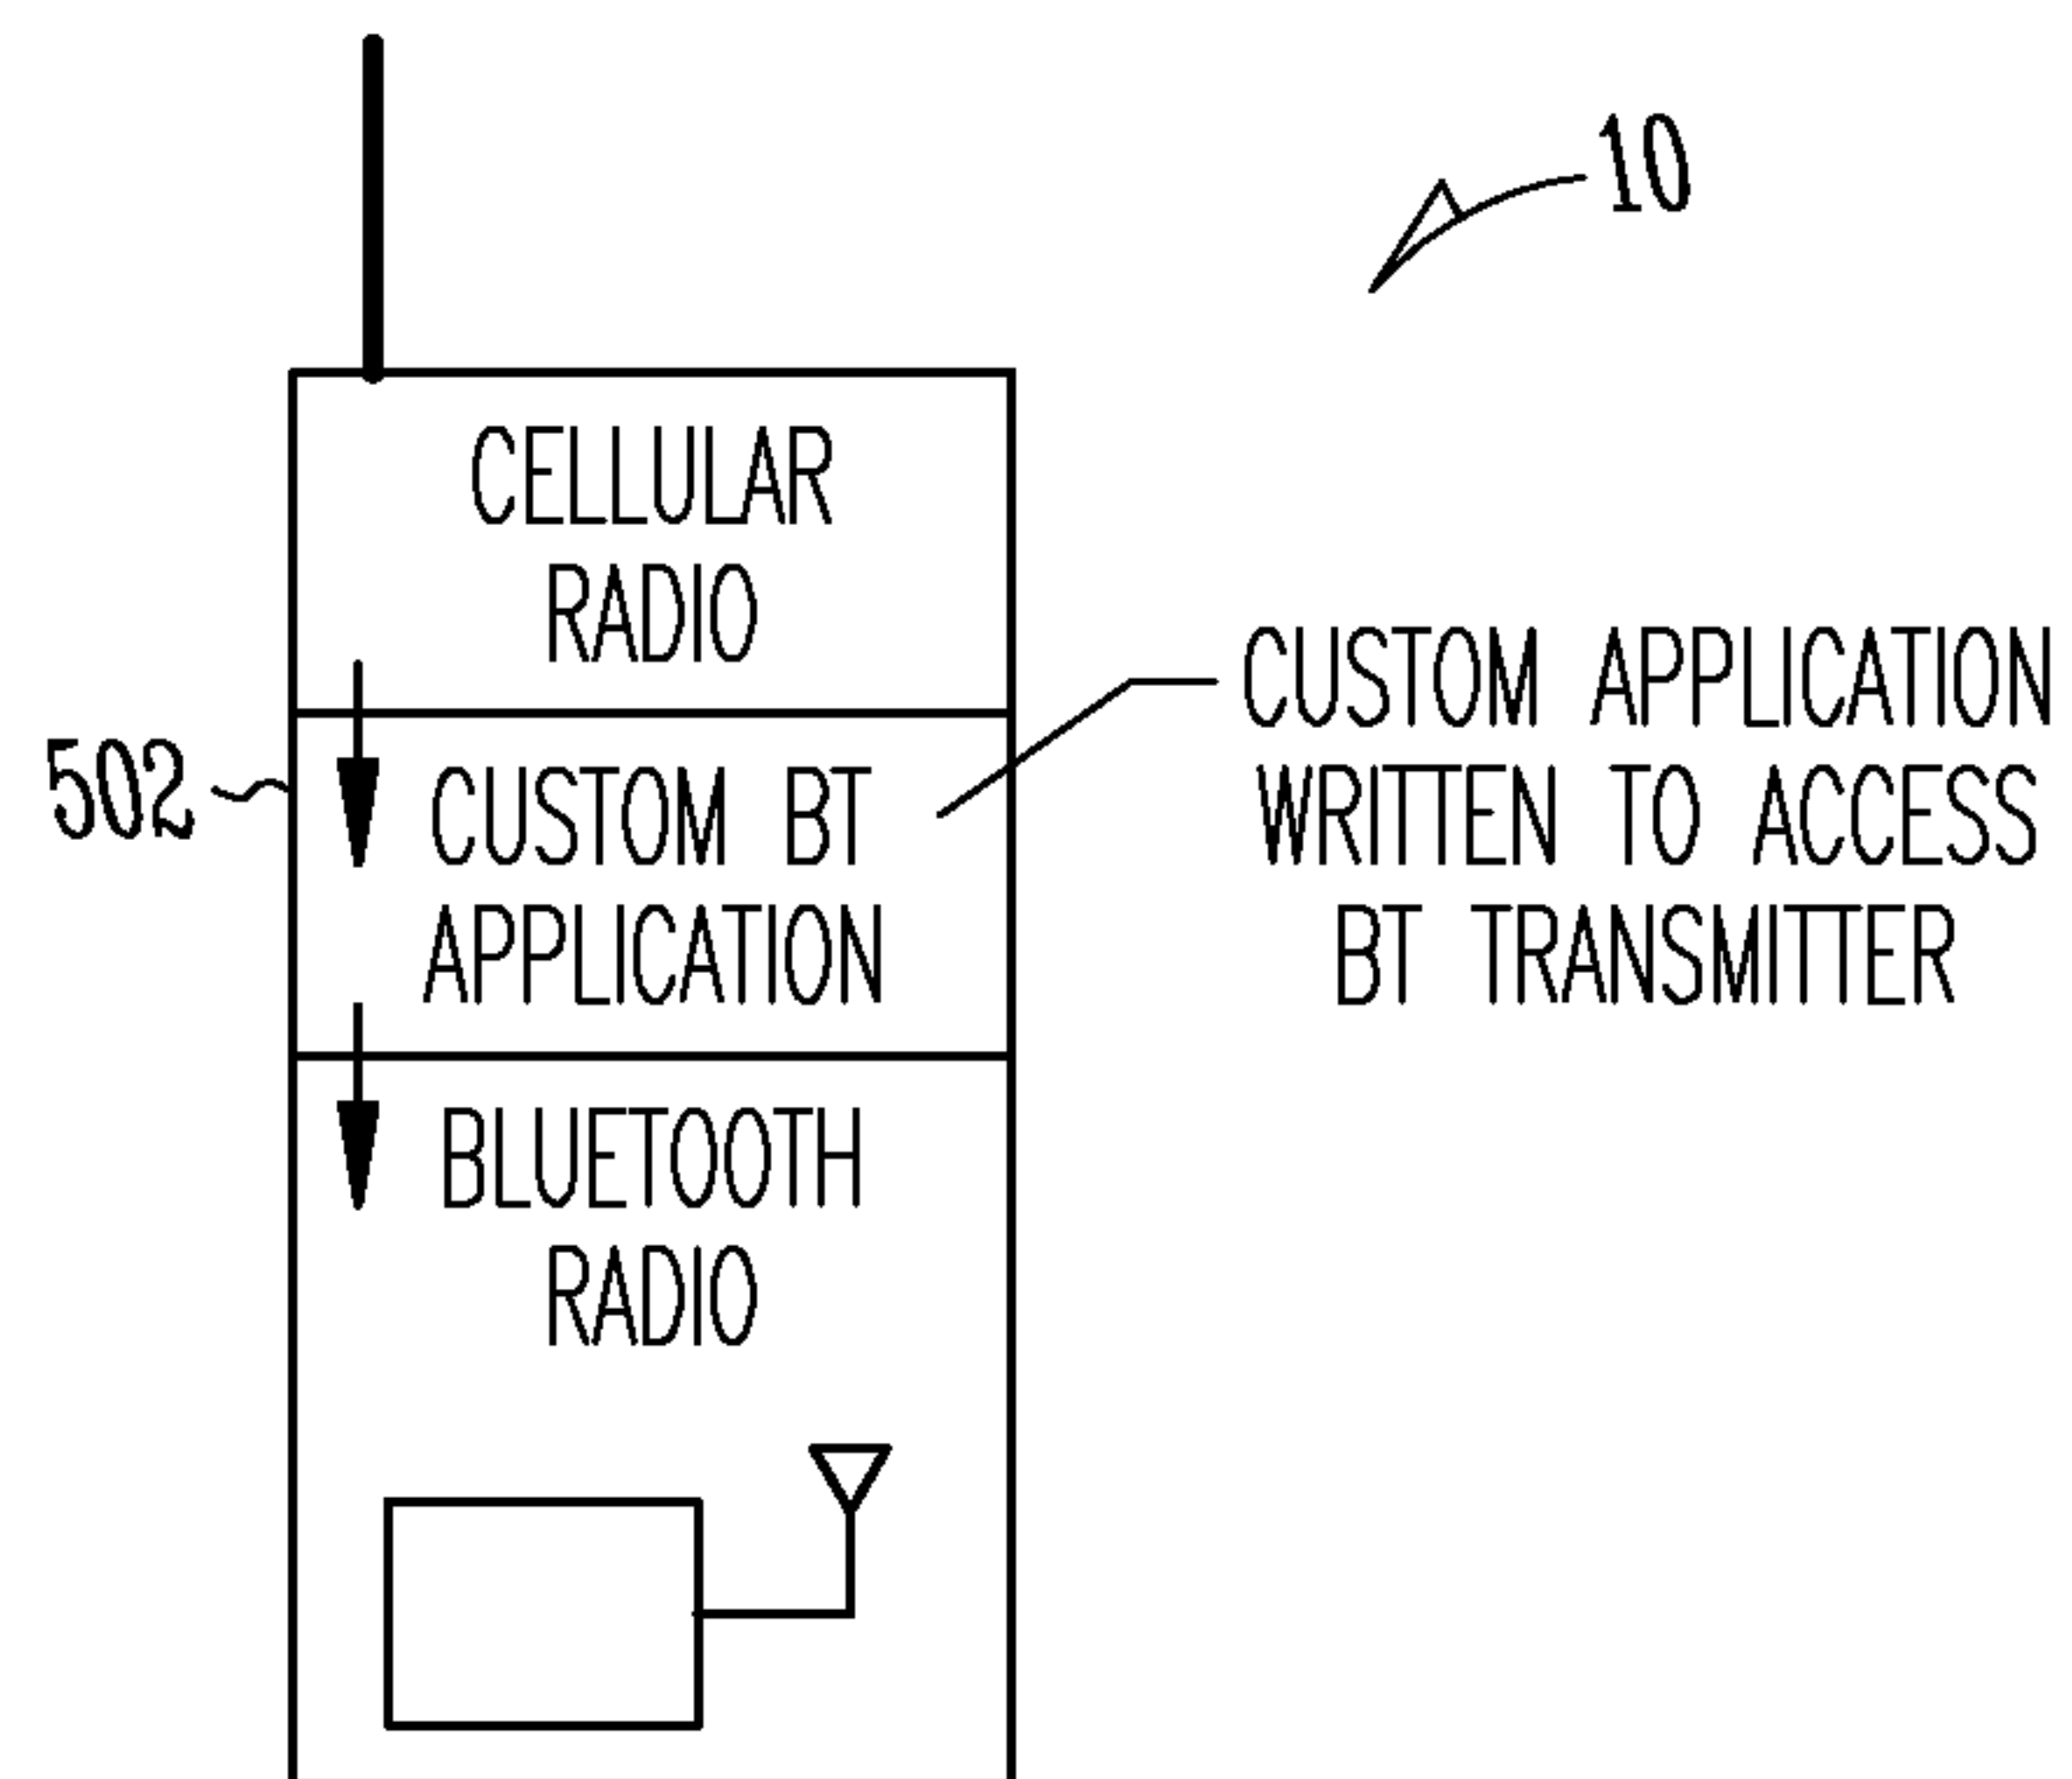 10
CELLULAR
RADIO
502
CUSTOM BT
APPLICATION
CUSTOM APPLICATION
WRITTEN TO ACCESS
BT TRANSMITTER
BLUETOOTH
RADIO